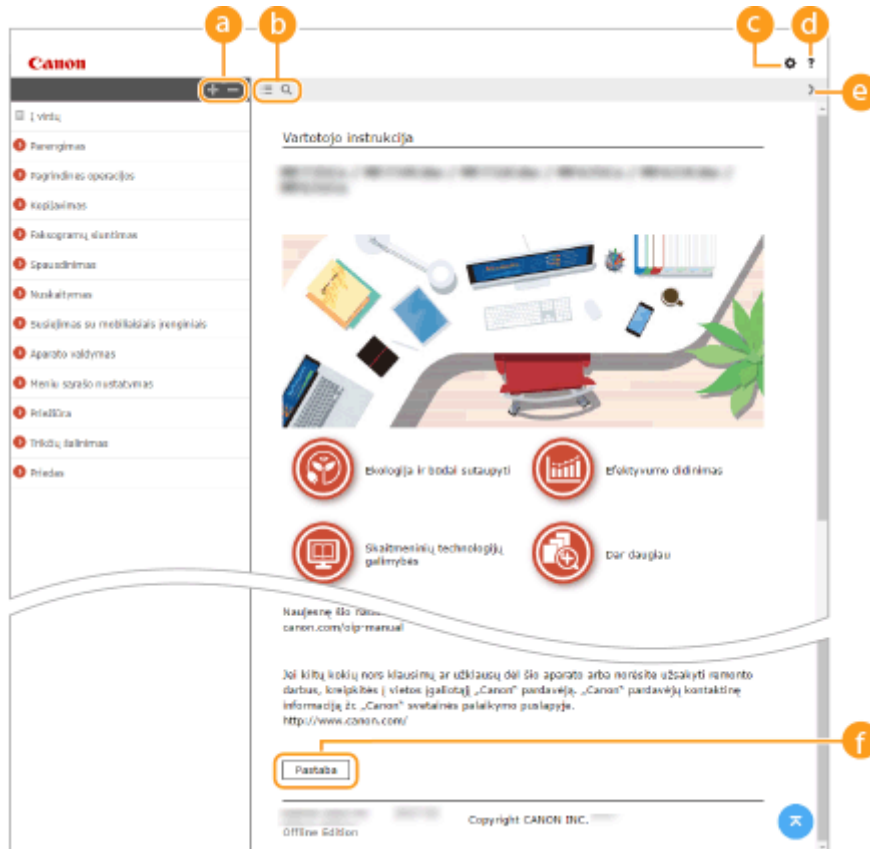 a
b
c
d
Canon
?
+ −
e
Į viršų
Parengimas
Pagrindinės operacijos
Kopijavimas
Faksogramų siuntimas
Spausdinimas
Nuskaitymas
Susiejimas su mobiliaisiais įrenginiais
Aparato valdymas
Meniu sąrašo nustatymas
Priežiūra
Trikčių šalinimas
Priedas
Vartotojo instrukcija
Ekologija ir būdai sutaupyti
Efektyvumo didinimas
Skaitmeninių technologijų
galimybės
Dar daugiau
Naujesnę šio
canon.com/oip-manual
Jei kiltų kokių nors klausimų ar užklausų dėl šio aparato arba norėsite užsakyti remonto
darbus, kreipkitės į vietos įgaliotąjį „Canon“ pardavėją. „Canon“ pardavėjų kontaktinę
informaciją žr. „Canon“ svetainės palaikymo puslapyje.
http://www.canon.com/
f
Pastaba
Copyright CANON INC.
Offline Edition